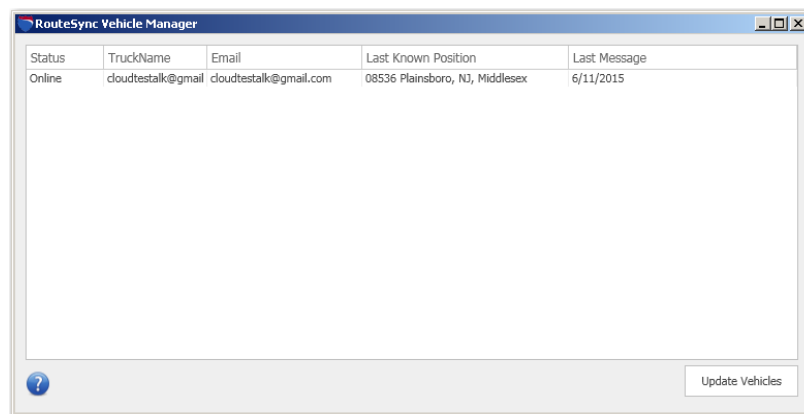 RouteSync Vehicle Manager
Status TruckName Email Last Known Position Last Message
Online cloudtestalk@gmail cloudtestalk@gmail.com 08536 Plainsboro, NJ, Middlesex 6/11/2015
?
Update Vehicles